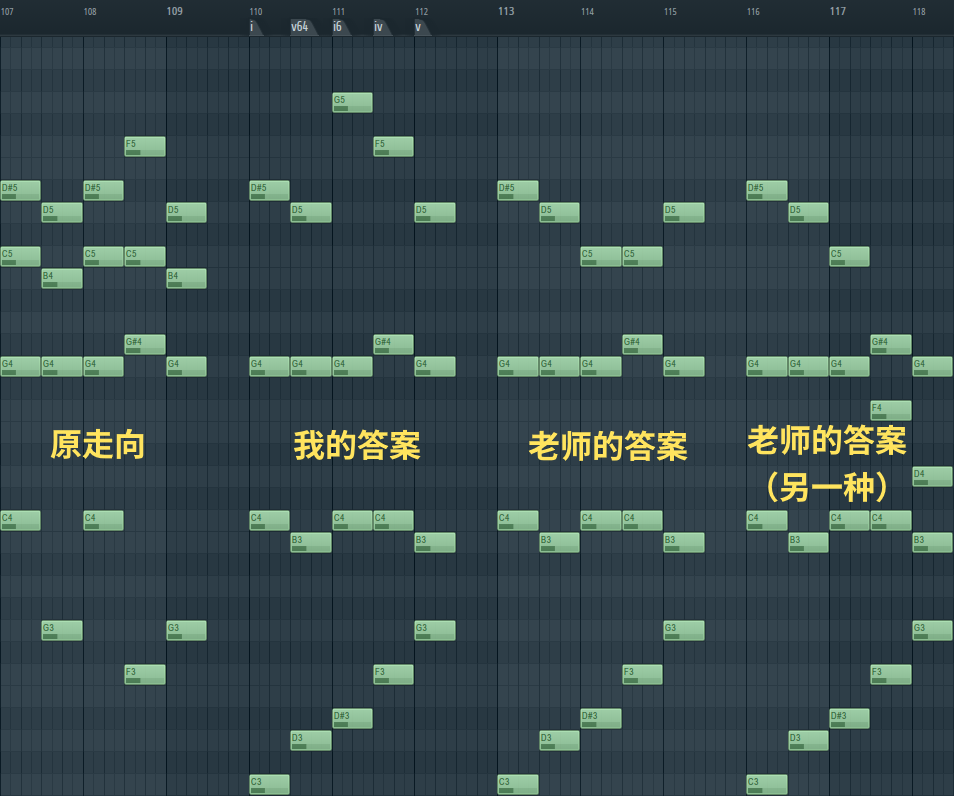 107 108 109 110 111 112 113 114 115 116 117 118
i v64 i6 iv v
G5
F5 F5
D#5 D#5 D#5 D#5 D#5
D5 D5 D5 D5 D5 D5 D5
C5 C5 C5 C5 C5 C5
B4 B4
G#4 G#4 G#4 G#4
G4 G4 G4 G4 G4 G4 G4 G4 G4 G4 G4 G4 G4 G4 G4 G4
F4
原走向 我的答案 老师的答案 老师的答案
（另一种）
D4
C4 C4 C4 C4 C4 C4 C4 C4 C4 C4 C4
B3 B3 B3 B3 B3 B3
G3 G3 G3 G3 G3
F3 F3 F3 F3
D#3 D#3 D#3
D3 D3 D3
C3 C3 C3